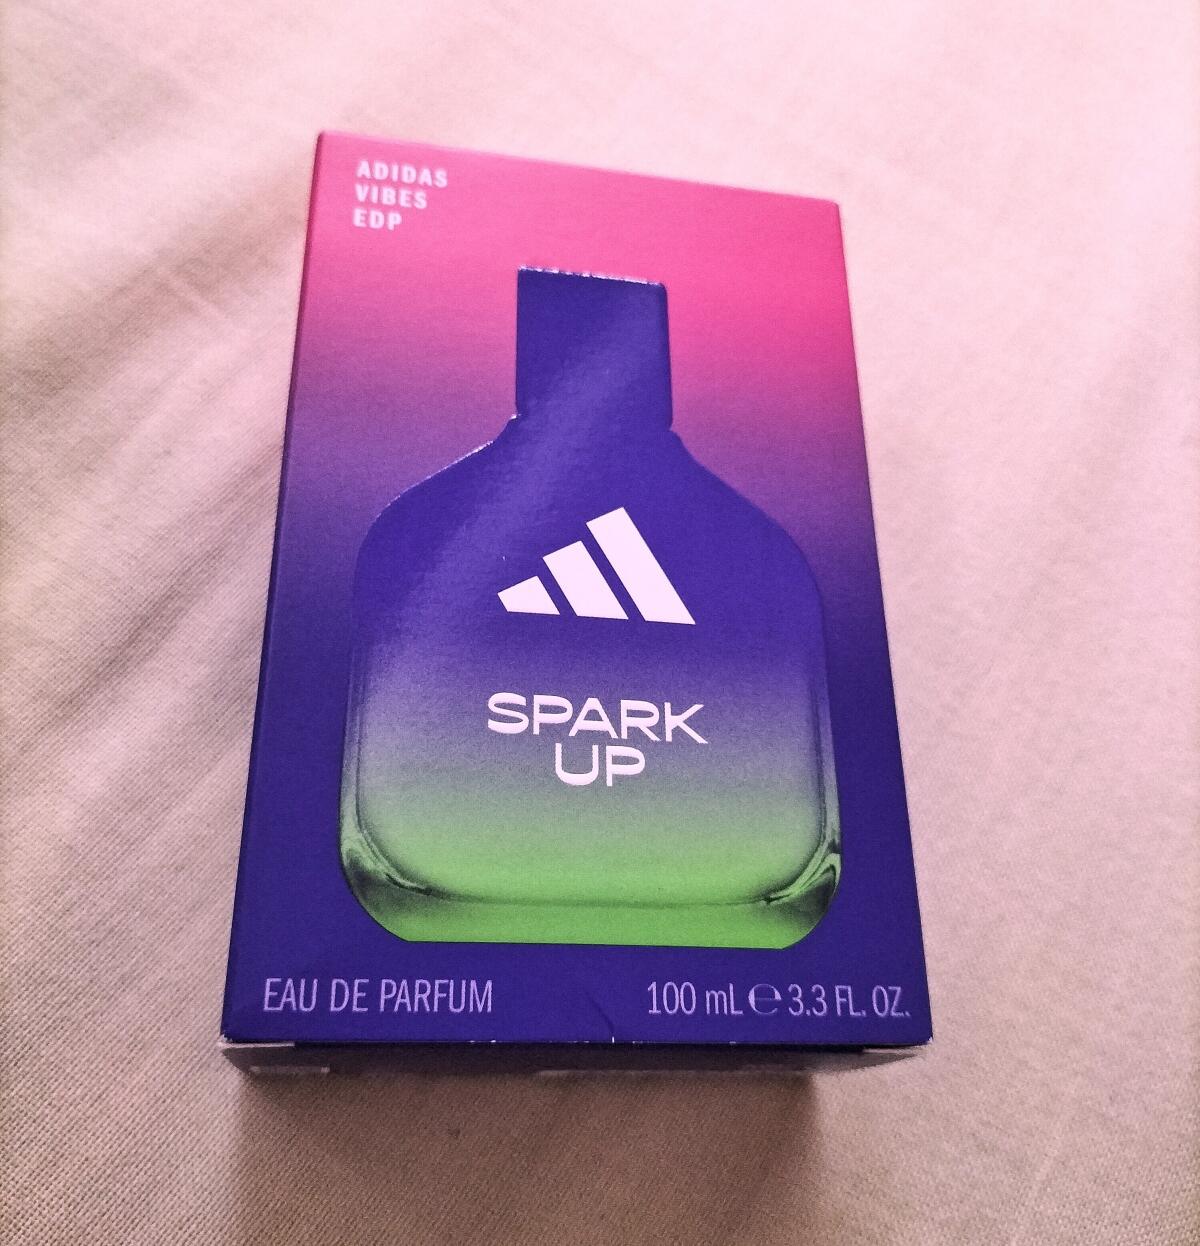 ADIDAS
VIBES
EDP
SPARK
UP
EAU DE PARFUM
100 mL ℮ 3.3 FL. OZ.